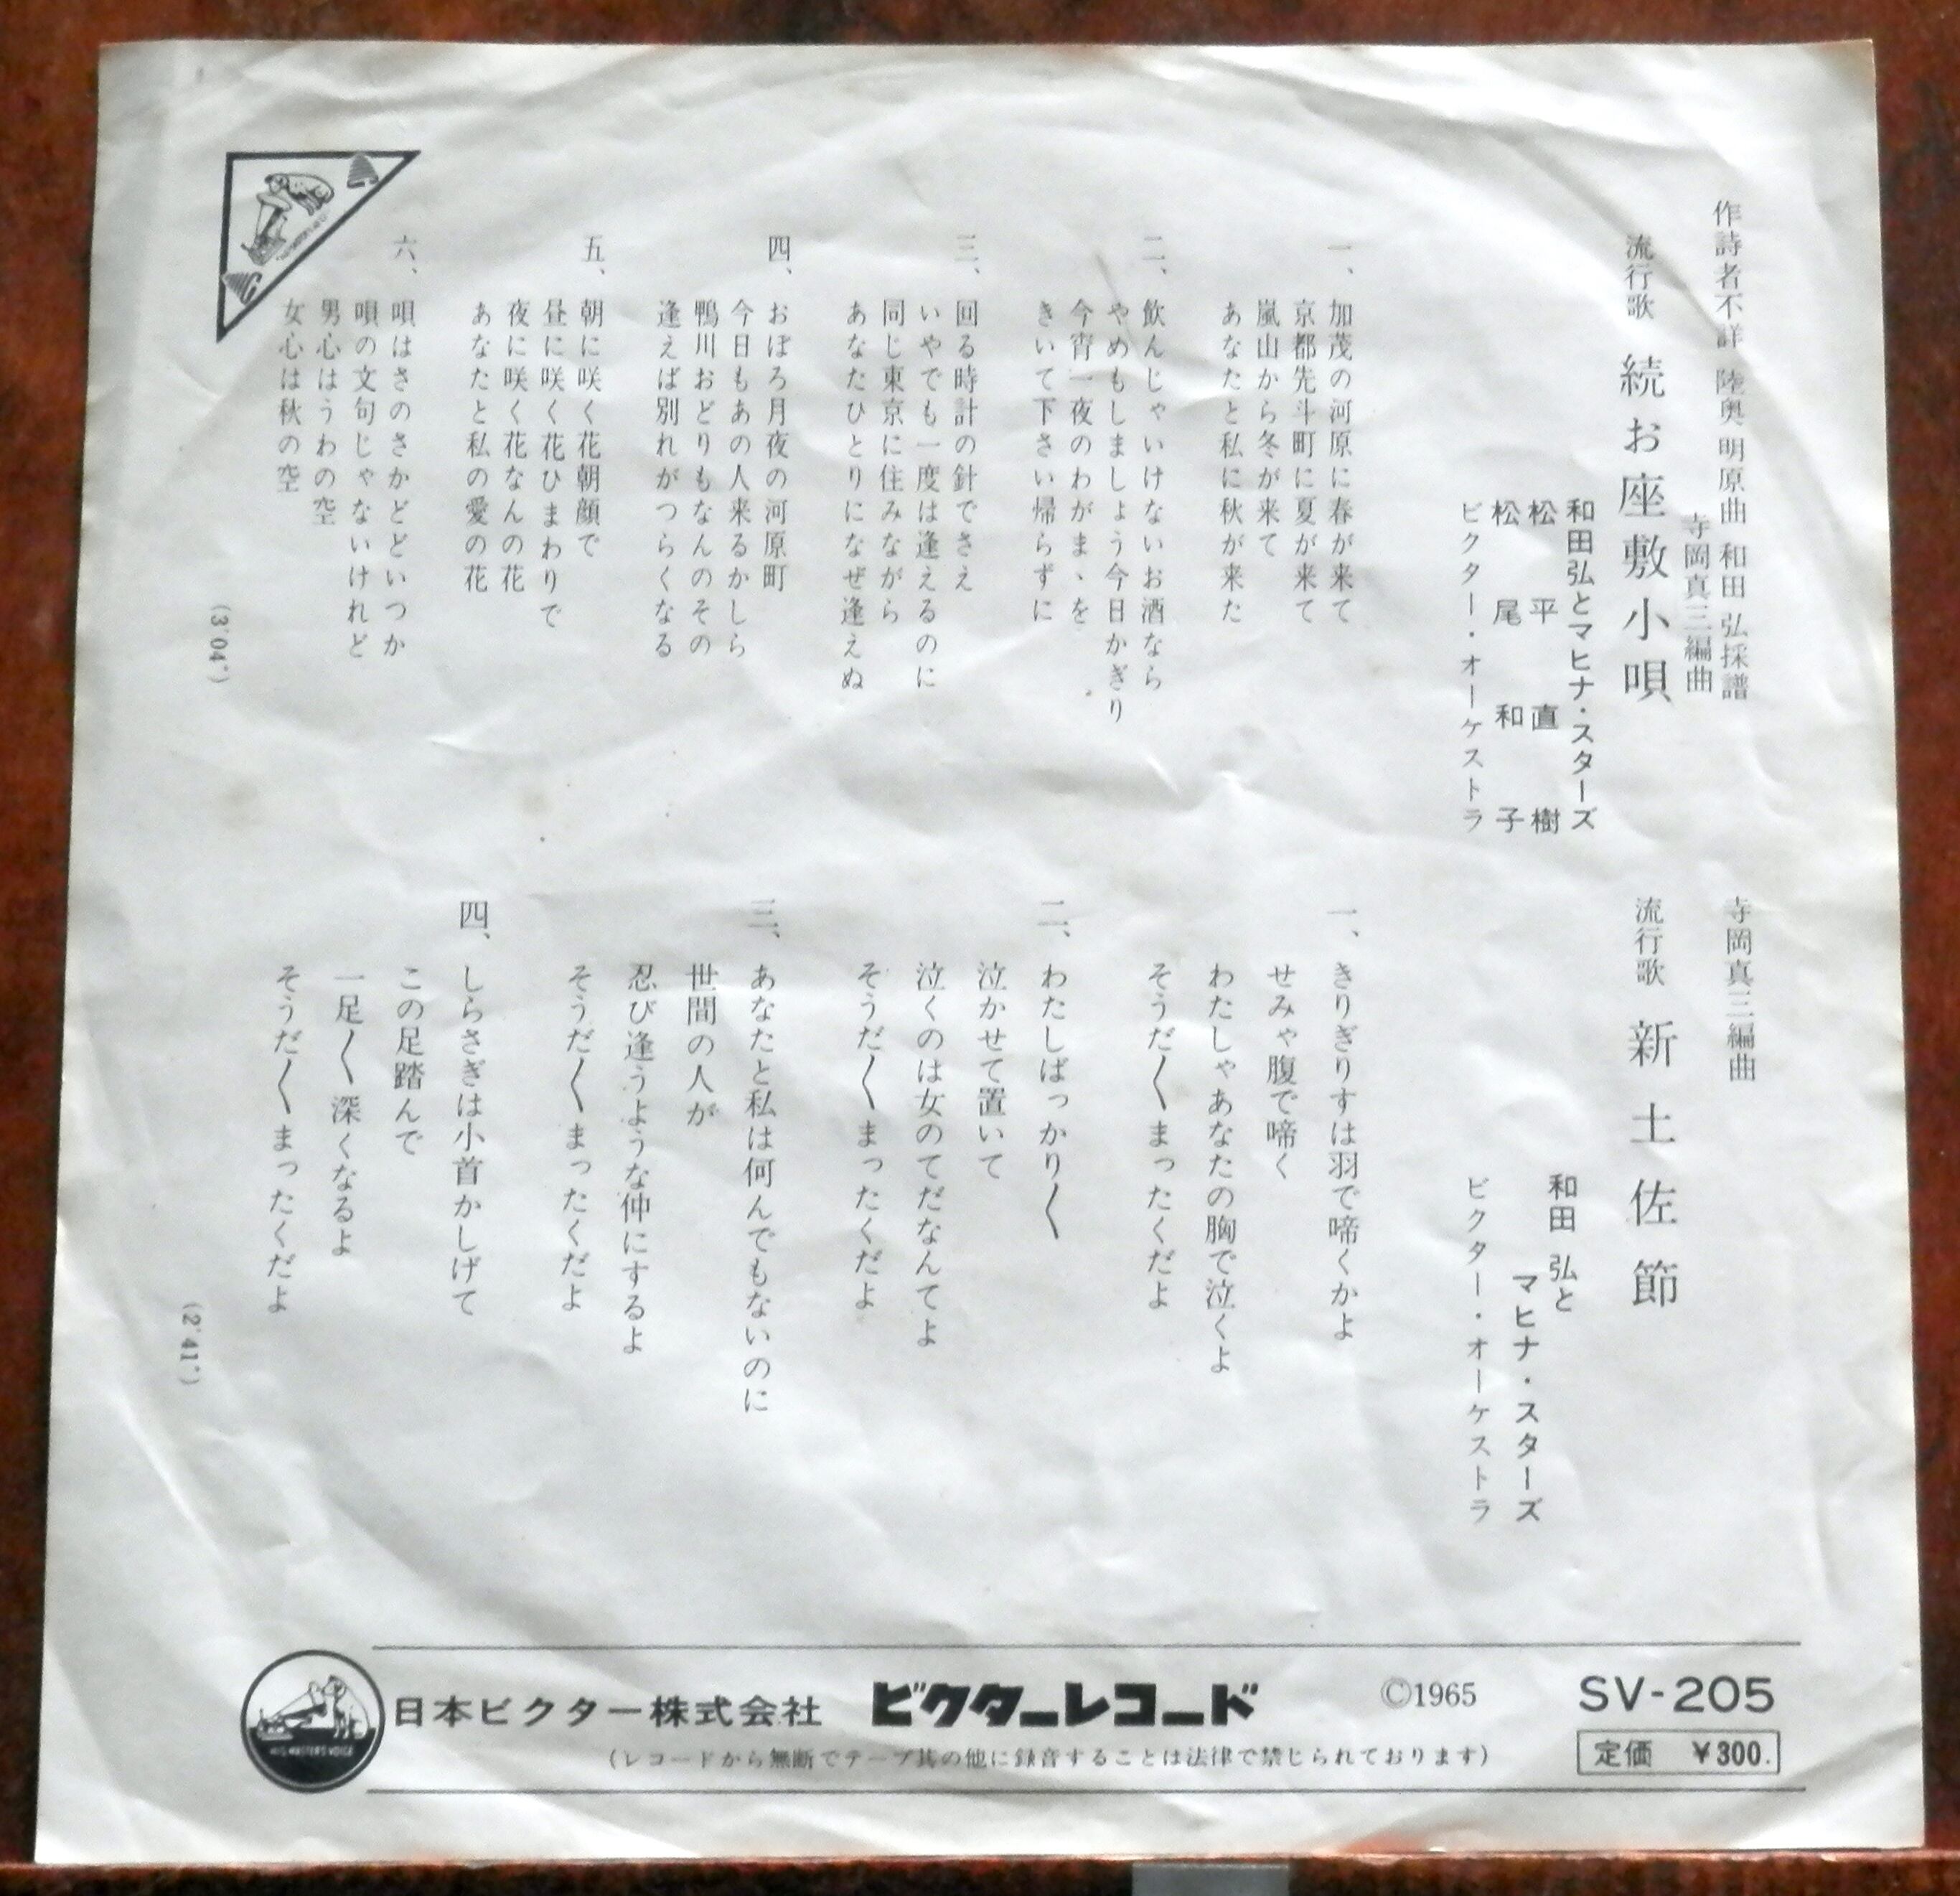 作詩者不詳 陸奥 明原曲 和田 弘採譜
寺岡真三編曲
流行歌 続お座敷小唄
和田弘とマヒナ・スターズ
松平直樹
松尾和子
ビクター・オーケストラ
一、加茂の河原に春が来て
京都先斗町に夏が来て
嵐山から冬が来て
あなたと私に秋が来た
二、飲んじゃいけないお酒なら
やめもしましょう今日かぎり
今宵一夜のわがまゝを
きいて下さい帰らずに
三、回る時計の針でさえ
いやでも一度は逢えるのに
同じ東京に住みながら
あなたひとりになぜ逢えぬ
四、おぼろ月夜の河原町
今日もあの人来るかしら
鴨川おどりもなんのその
逢えば別れがつらくなる
五、朝に咲く花朝顔で
昼に咲く花ひまわりで
夜に咲く花なんの花
あなたと私の愛の花
六、唄はさのさかどどいつか
唄の文句じゃないけれど
男心はうわの空
女心は秋の空
(3'04")
寺岡真三編曲
流行歌 新土佐節
和田 弘と
マヒナ・スターズ
ビクター・オーケストラ
一、きりぎりすは羽で啼くかよ
せみゃ腹で啼く
わたしゃあなたの胸で泣くよ
そうだ〳〵まったくだよ
二、わたしばっかり〳〵
泣かせて置いて
泣くのは女のてだなんてよ
そうだ〳〵まったくだよ
三、あなたと私は何んでもないのに
世間の人が
忍び逢うような仲にするよ
そうだ〳〵まったくだよ
四、しらさぎは小首かしげて
この足踏んで
一足〳〵深くなるよ
そうだ〳〵まったくだよ
(2'41")
HIS MASTER'S VOICE
日本ビクター株式会社 ビクターレコード ©1965 SV-205
(レコードから無断でテープ其の他に録音することは法律で禁じられております) 定価 ¥300.